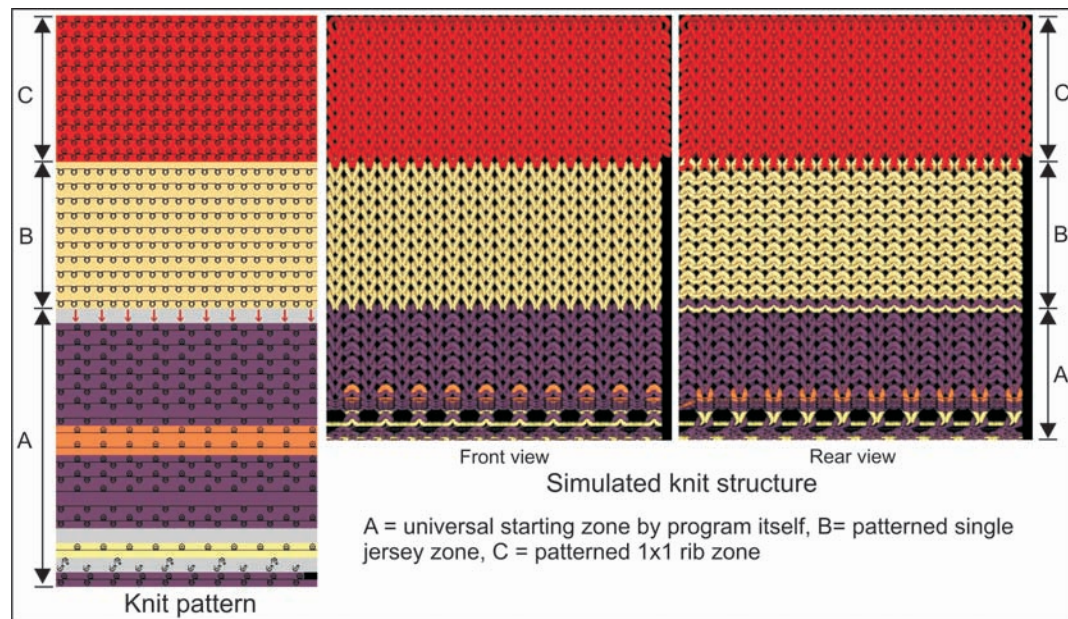 C
B
A
C
B
A
Front view
Rear view
Simulated knit structure
A = universal starting zone by program itself, B= patterned single
jersey zone, C = patterned 1x1 rib zone
Knit pattern